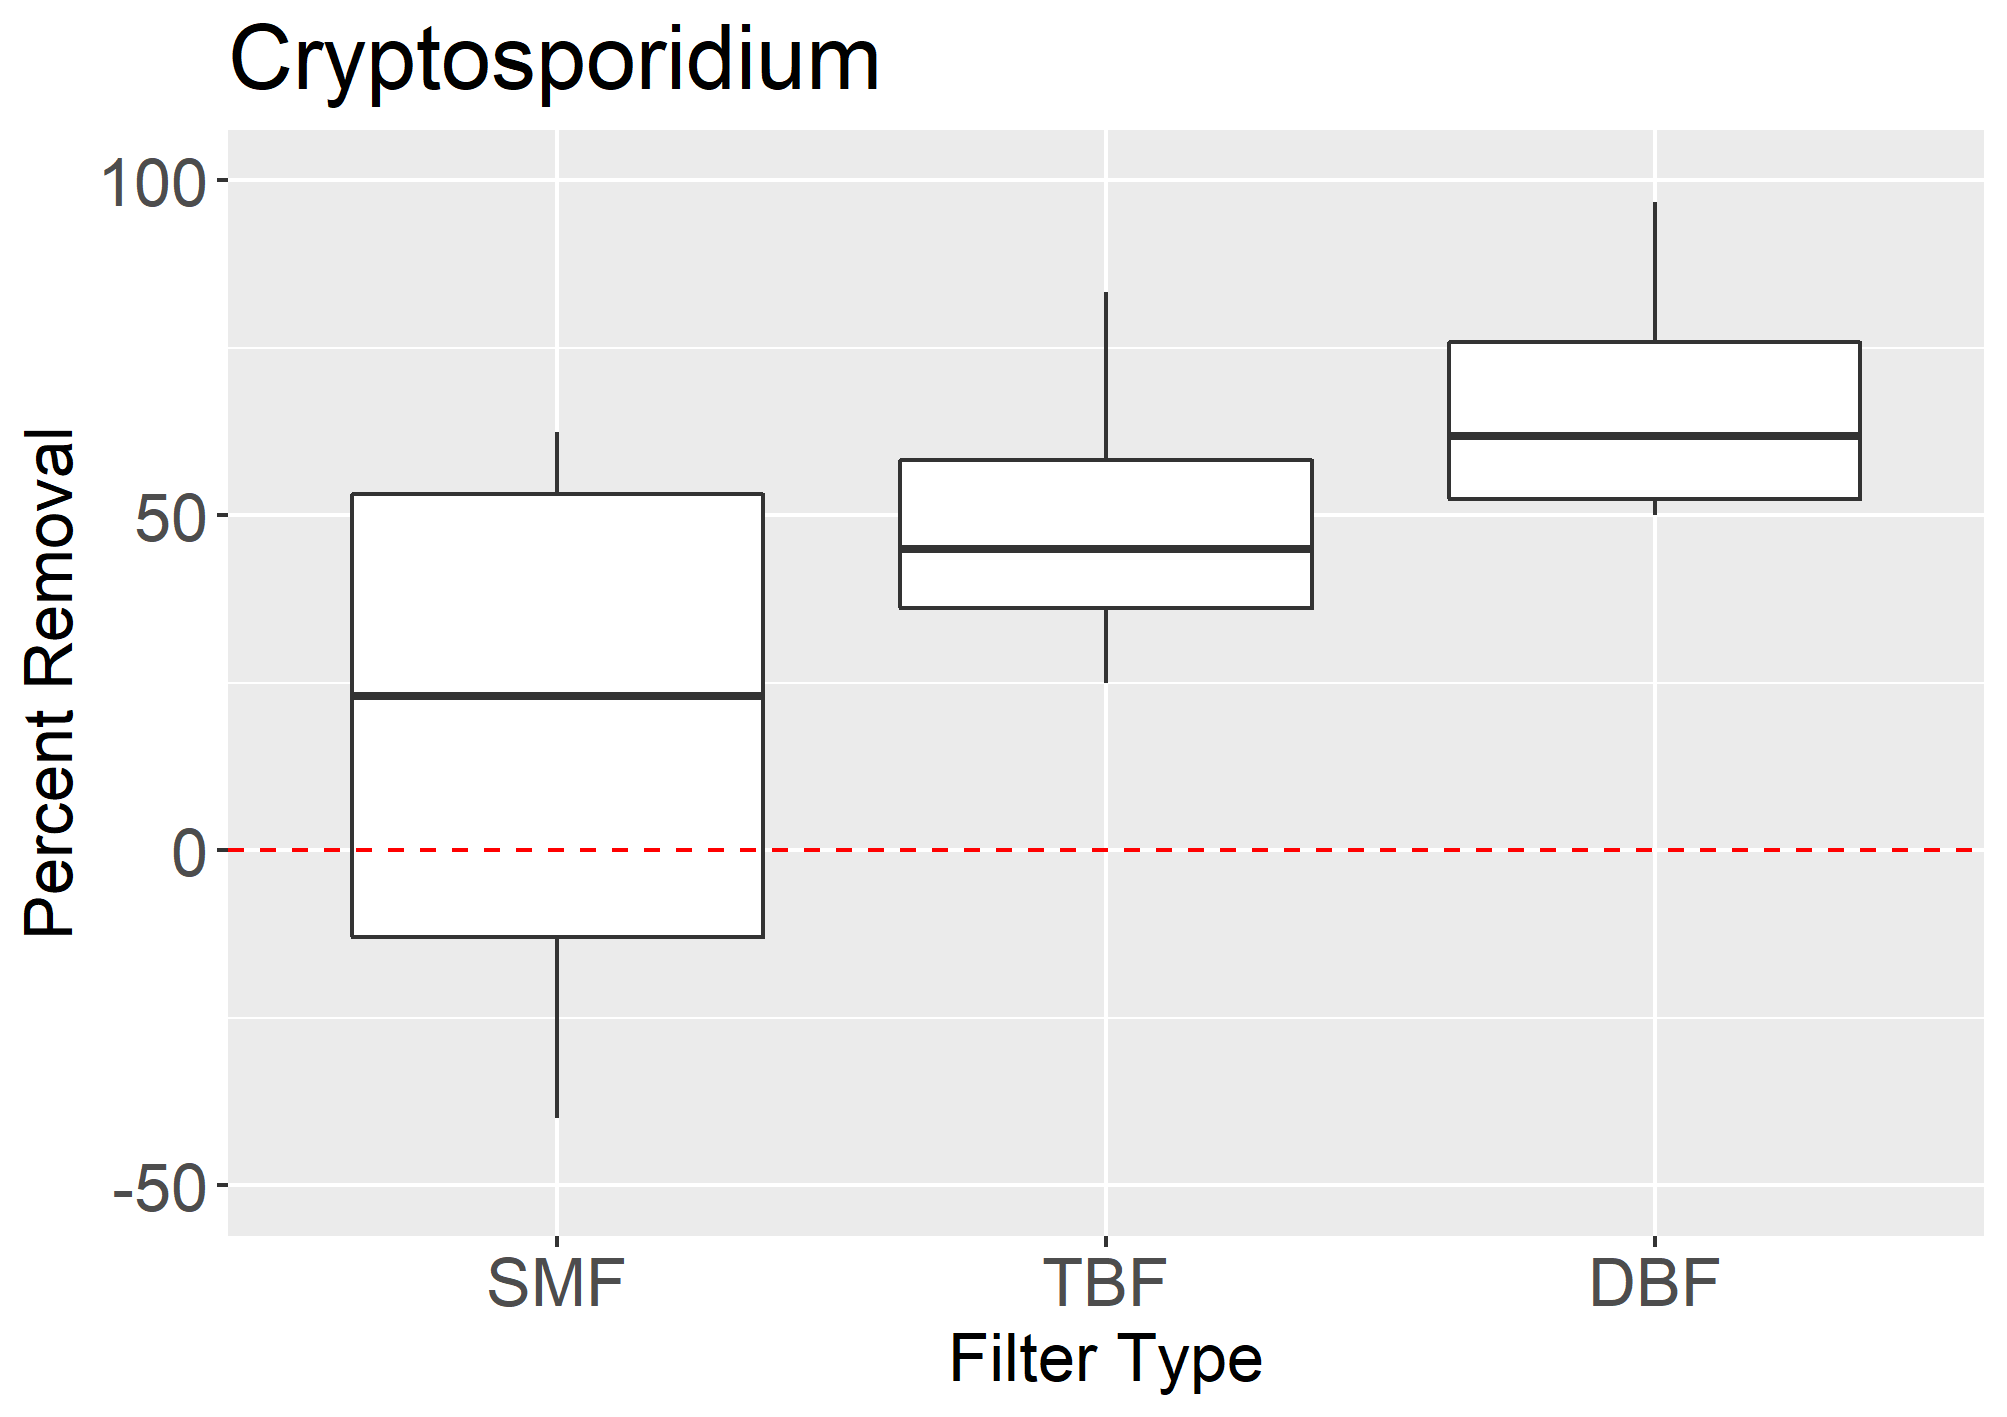 Cryptosporidium
Percent Removal
100
50
0
-50
SMF TBF DBF
Filter Type